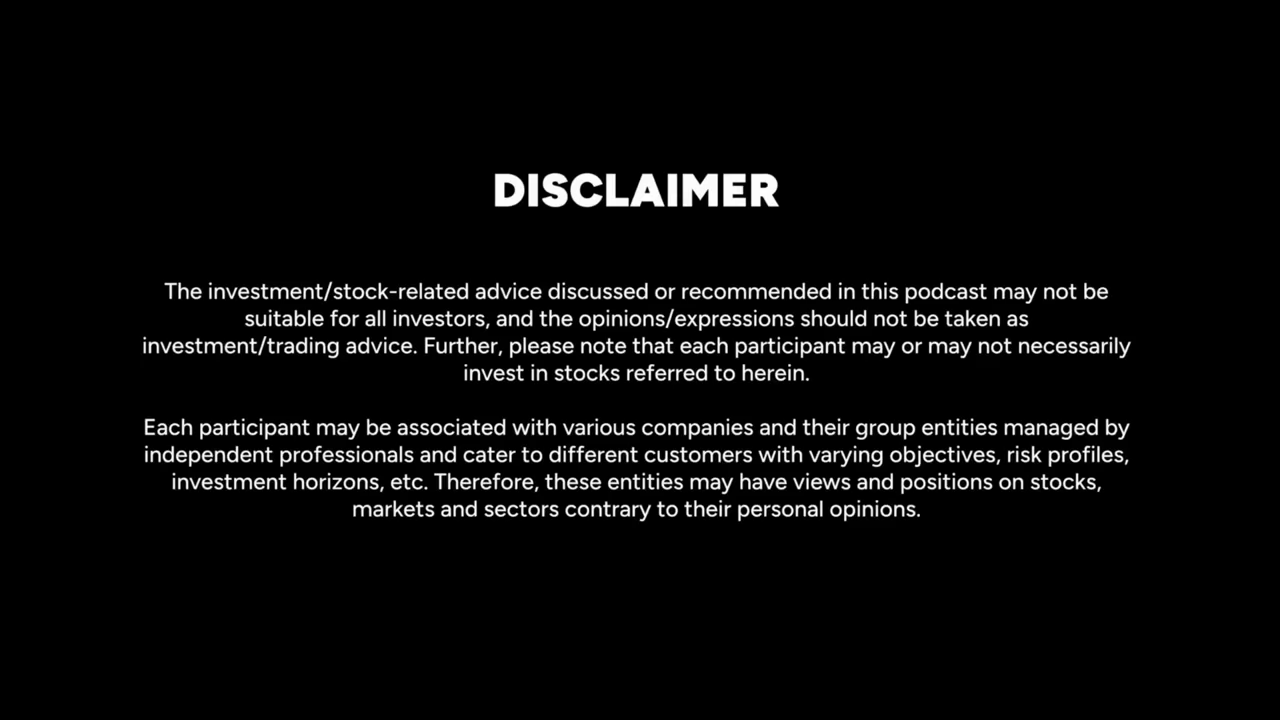 DISCLAIMER
The investment/stock-related advice discussed or recommended in this podcast may not be
suitable for all investors, and the opinions/expressions should not be taken as
investment/trading advice. Further, please note that each participant may or may not necessarily
invest in stocks referred to herein.
Each participant may be associated with various companies and their group entities managed by
independent professionals and cater to different customers with varying objectives, risk profiles,
investment horizons, etc. Therefore, these entities may have views and positions on stocks,
markets and sectors contrary to their personal opinions.